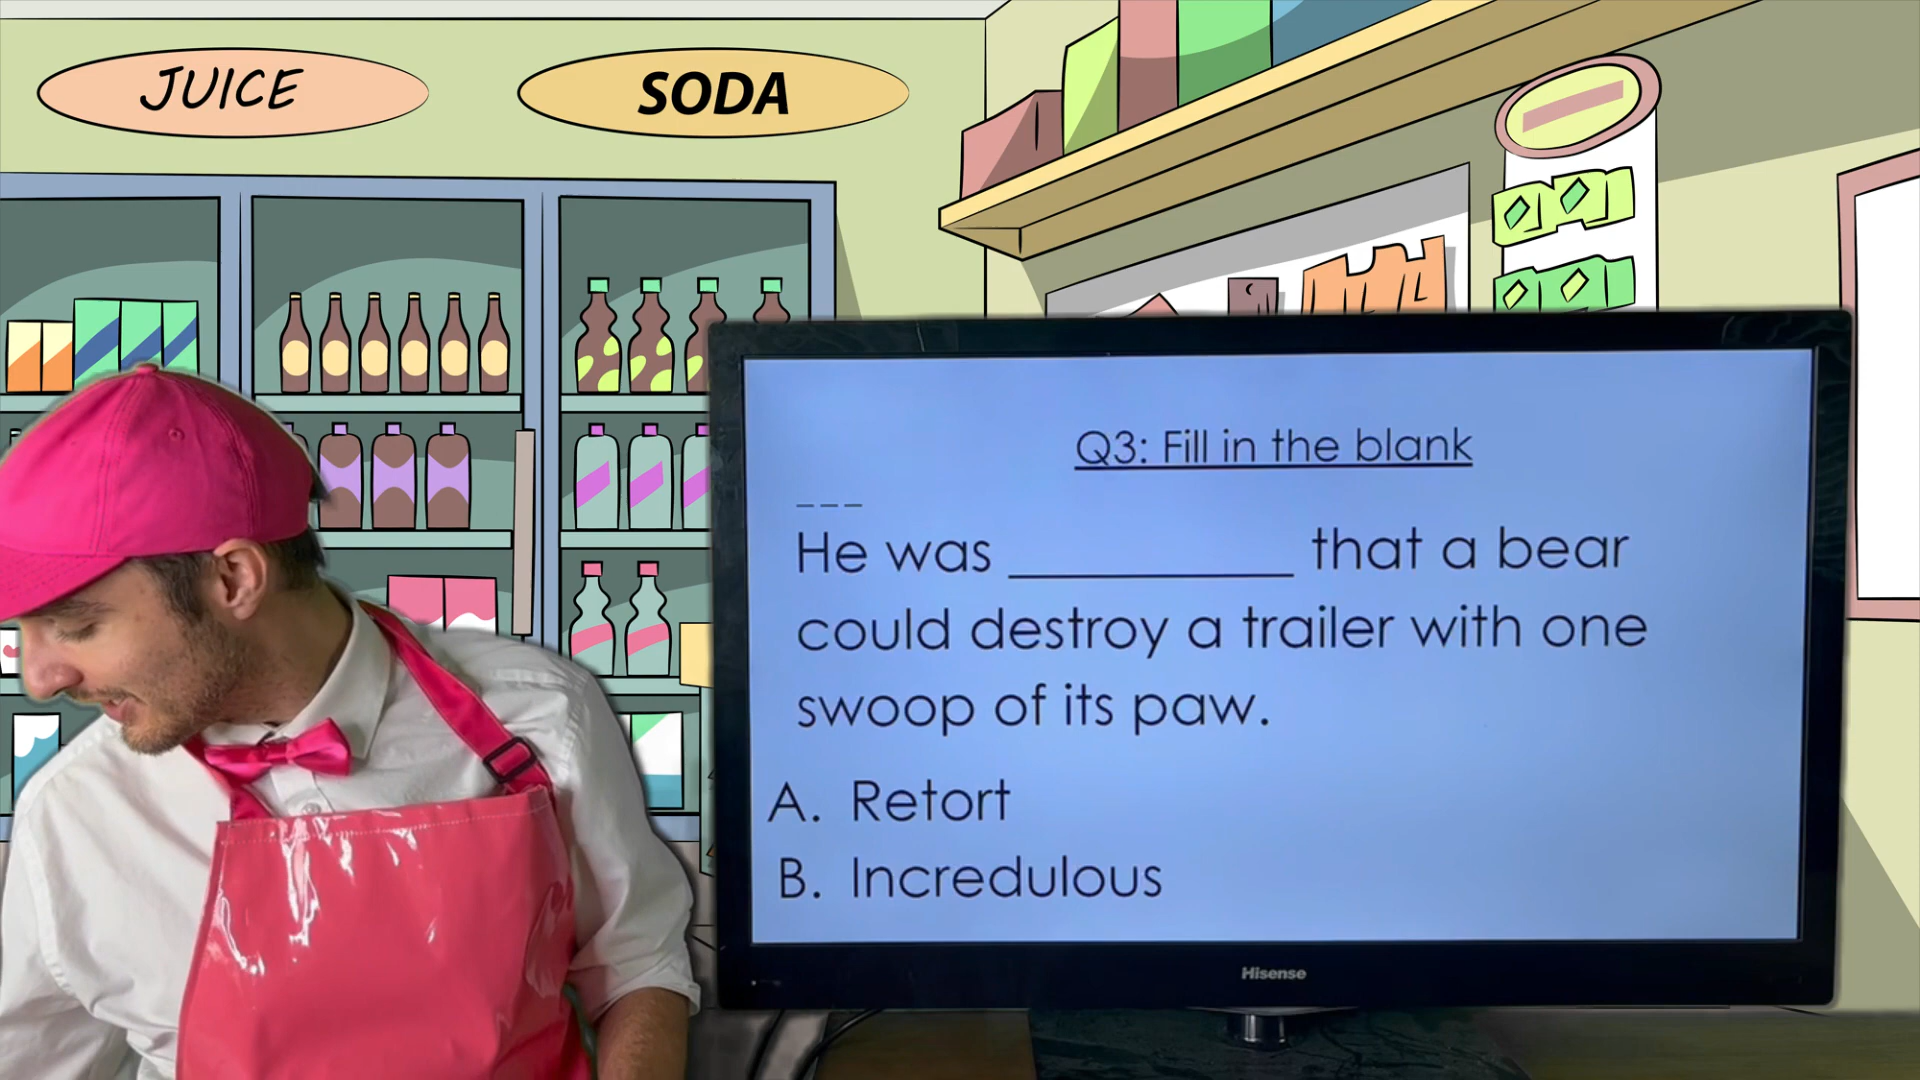 JUICE
SODA
Q3: Fill in the blank
_ _ _
He was __________ that a bear
could destroy a trailer with one
swoop of its paw.
A. Retort
B. Incredulous
Hisense